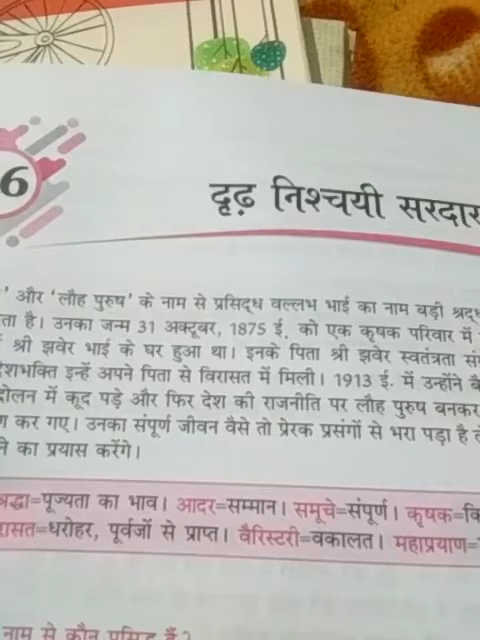 6
दृढ़ निश्चयी सरदार
' और 'लौह पुरुष' के नाम से प्रसिद्ध वल्लभ भाई का नाम बड़ी
ता है। उनका जन्म 31 अक्टूबर, 1875 ई. को एक कृषक परिवार में
श्री झवेर भाई के घर हुआ था। इनके पिता श्री झवेर स्वतंत्रता
देशभक्ति इन्हें अपने पिता से विरासत में मिली। 1913 ई. में उन्होंने
में कूद पड़े और फिर देश की राजनीति पर लौह पुरुष बनकर
कर गए। उनका संपूर्ण जीवन वैसे तो प्रेरक प्रसंगों से भरा पड़ा है
ने का प्रयास करेंगे।
श्रद्धा=पूज्यता का भाव। आदर=सम्मान। समूचे=संपूर्ण। कृषक=
रासत=धरोहर, पूर्वजों से प्राप्त। वैरिस्टरी=वकालत। महाप्रयाण=
नाम से कौन प्रसिद्ध हैं?